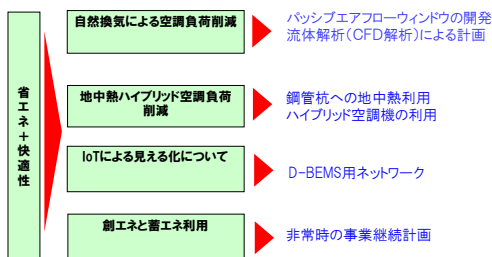 省エネ＋快適性
自然換気による空調負荷削減
パッシブエアフローウィンドウの開発
流体解析（CFD解析）による計画
地中熱ハイブリッド空調負荷
削減
鋼管杭への地中熱利用
ハイブリッド空調機の利用
IoTによる見える化について
D-BEMS用ネットワーク
創エネと蓄エネ利用
非常時の事業継続計画